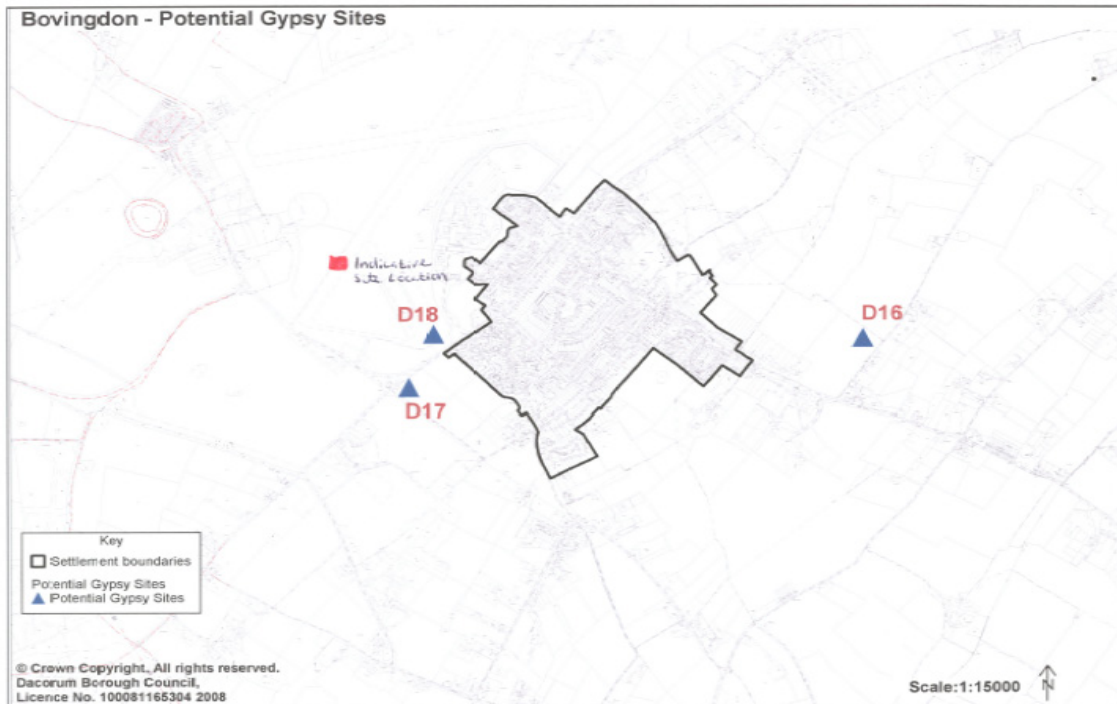 Bovingdon - Potential Gypsy Sites
Indicative
Site Location
D18
D16
D17
Key
Settlement boundaries
Potential Gypsy Sites
Potential Gypsy Sites
© Crown Copyright. All rights reserved.
Dacorum Borough Council,
Licence No. 100081165304 2008
Scale:1:15000
N